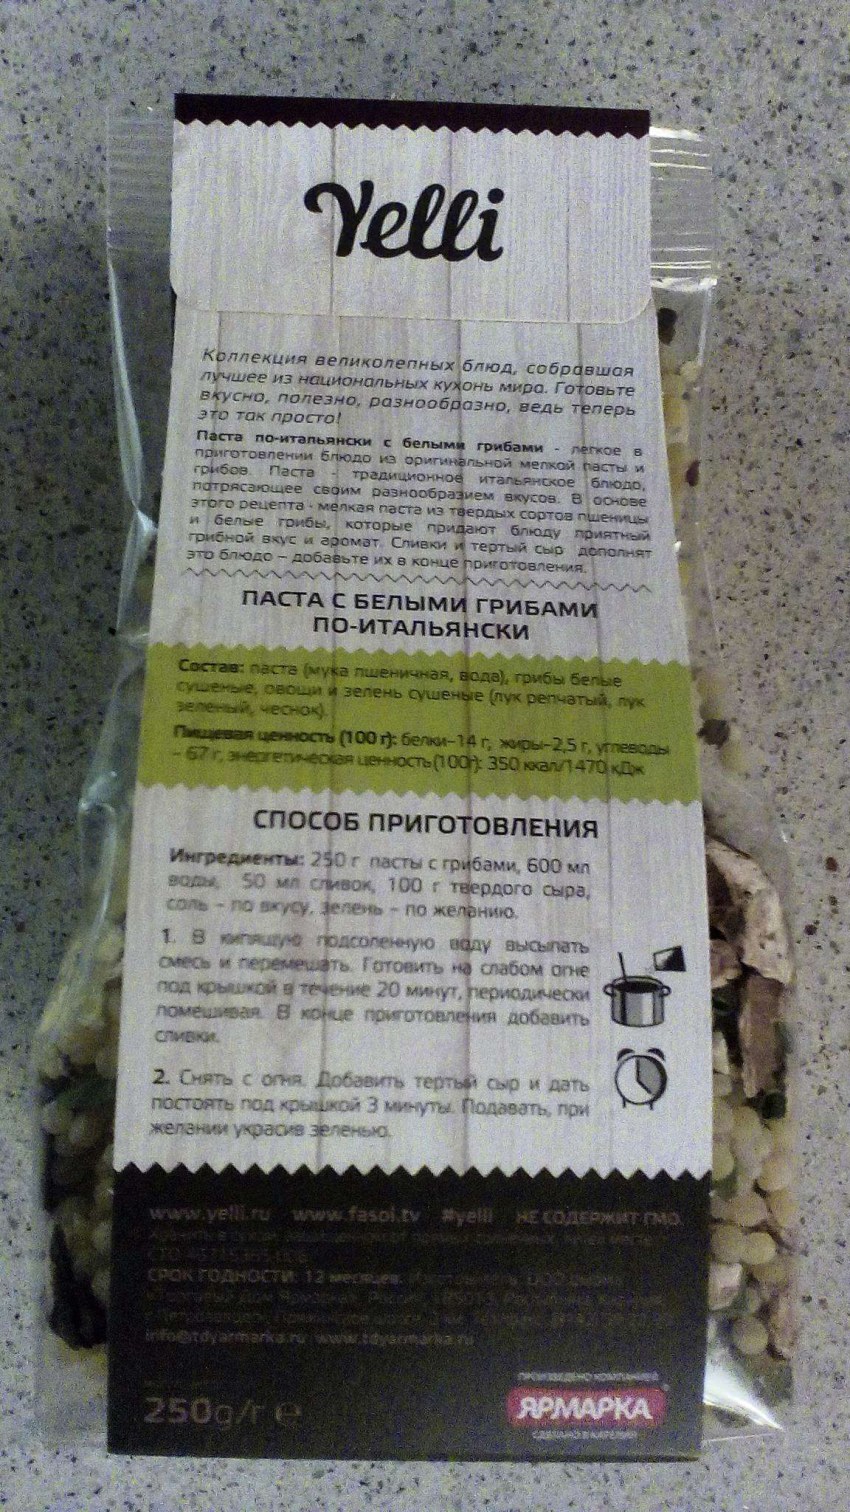 Yelli
Коллекция великолепных блюд, собравшая
лучшее из национальных кухонь мира. Готовьте
вкусно, полезно, разнообразно, ведь теперь
это так просто!
Паста по-итальянски с белыми грибами - легкое в
приготовлении блюдо из оригинальной мелкой пасты и
грибов. Паста - традиционное итальянское блюдо,
потрясающее своим разнообразием вкусов. В основе
этого рецепта - мелкая паста из твердых сортов пшеницы
и белые грибы, которые придают блюду приятный
грибной вкус и аромат. Сливки и тертый сыр дополнят
это блюдо – добавьте их в конце приготовления.
ПАСТА С БЕЛЫМИ ГРИБАМИ
ПО-ИТАЛЬЯНСКИ
Состав: паста (мука пшеничная, вода), грибы белые
сушеные, овощи и зелень сушеные (лук репчатый, лук
зеленый, чеснок).
Пищевая ценность (100 г): белки–14 г, жиры–2,5 г, углеводы
– 67 г, энергетическая ценность (100г): 350 ккал/1470 кДж
СПОСОБ ПРИГОТОВЛЕНИЯ
Ингредиенты: 250 г пасты с грибами, 600 мл
воды, 50 мл сливок, 100 г твердого сыра,
соль – по вкусу, зелень – по желанию.
1. В кипящую подсоленную воду высыпать
смесь и перемешать. Готовить на слабом огне
под крышкой в течение 20 минут, периодически
помешивая. В конце приготовления добавить
сливки.
2. Снять с огня. Добавить тертый сыр и дать
постоять под крышкой 3 минуты. Подавать, при
желании украсив зеленью.
www.yelli.ru www.fasol.tv #yelli НЕ СОДЕРЖИТ ГМО.
СРОК ГОДНОСТИ: 12 месяцев.
info@tdyarmarka.ru www.tdyarmarka.ru
250g/г e
ПРОИЗВЕДЕНО КОМПАНИЕЙ
ЯРМАРКА
СДЕЛАНО В КАРЕЛИИ